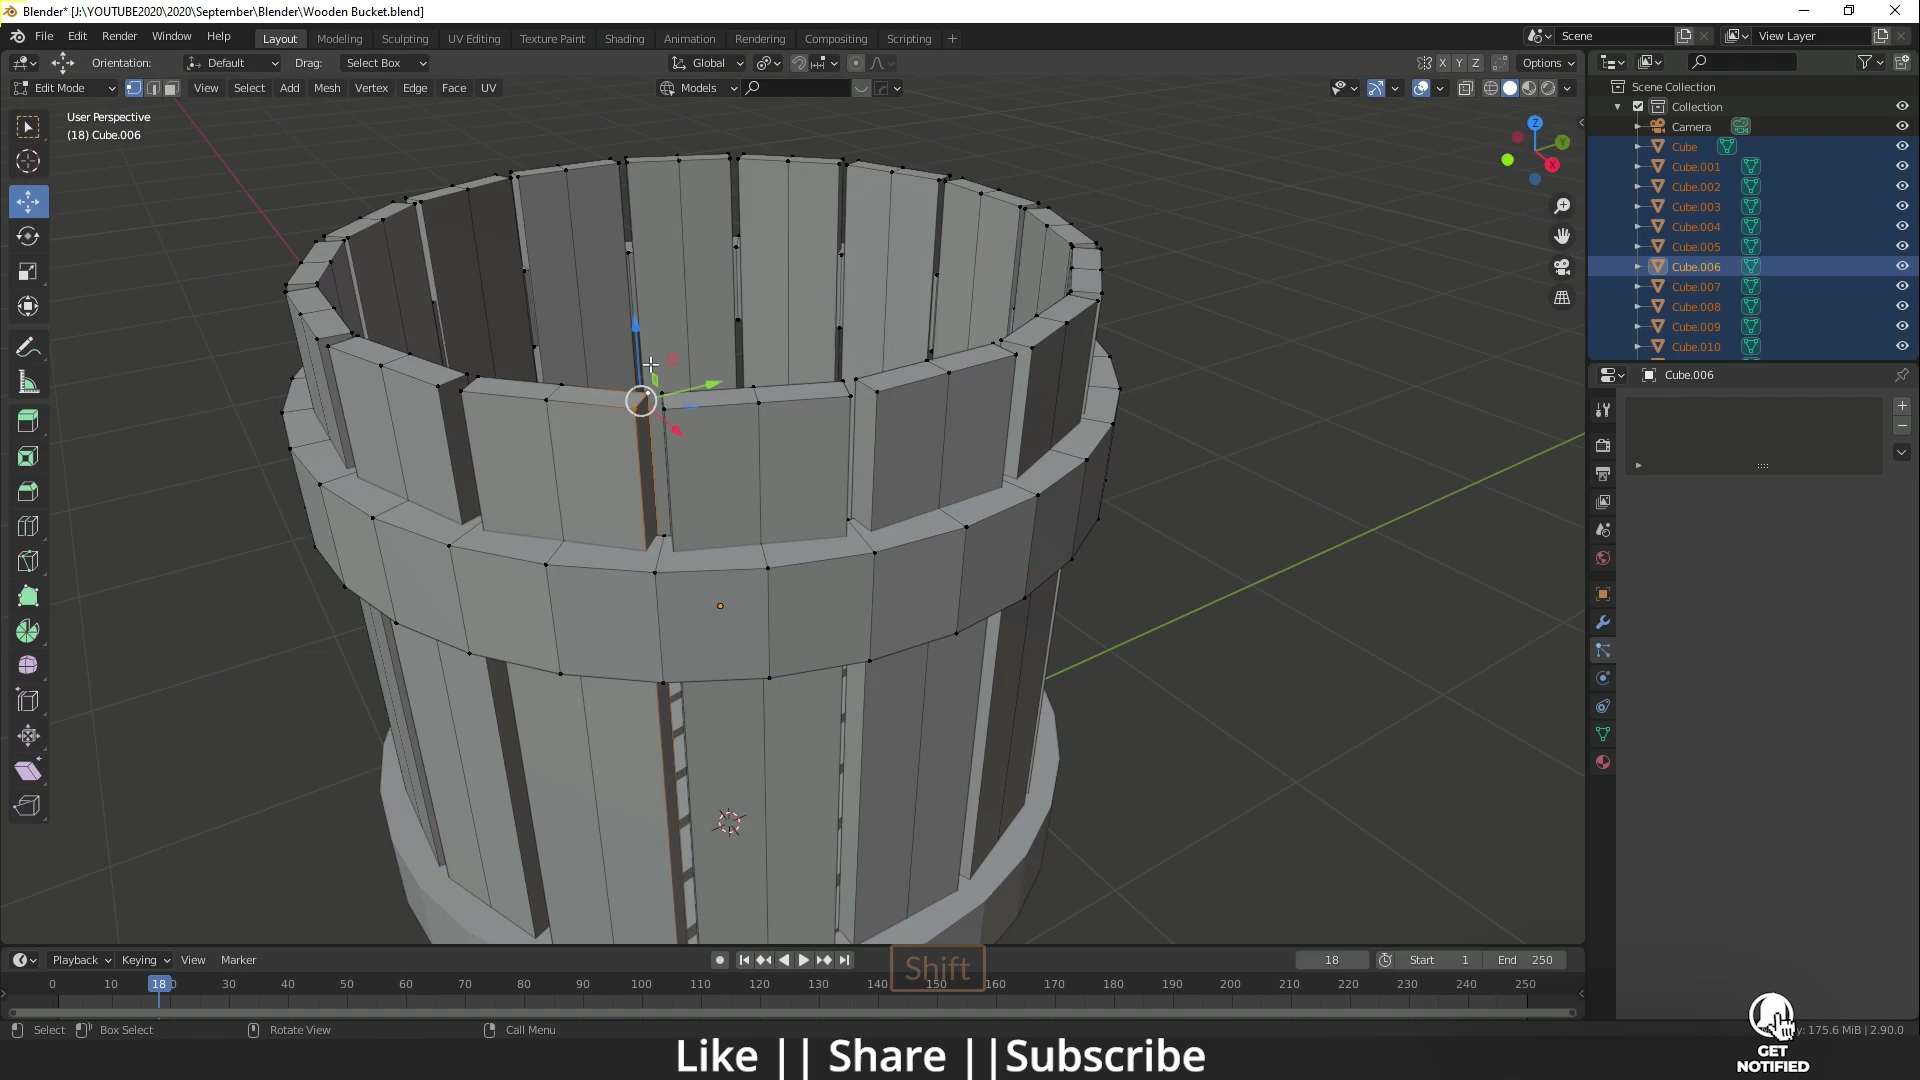 Blender* [J:\YOUTUBE2020\2020\September\Blender\Wooden Bucket.blend]
File Edit Render Window Help Layout Modeling Sculpting UV Editing Texture Paint Shading Animation Rendering Compositing Scripting + Scene View Layer
Orientation: Default Drag: Select Box Global X Y Z Options
Edit Mode View Select Add Mesh Vertex Edge Face UV Models
User Perspective
(18) Cube.006
Z
Y
X
Scene Collection
Collection
Camera
Cube
Cube.001
Cube.002
Cube.003
Cube.004
Cube.005
Cube.006
Cube.007
Cube.008
Cube.009
Cube.010
Cube.006
Playback Keying View Marker 18 Start 1 End 250
Shift
0 10 18 30 40 50 60 70 80 90 100 110 120 130 140 150 160 170 180 190 200 210 220 230 240 250
Select Box Select Rotate View Call Menu y: 175.6 MiB | 2.90.0
Like || Share ||Subscribe
GET
NOTIFIED